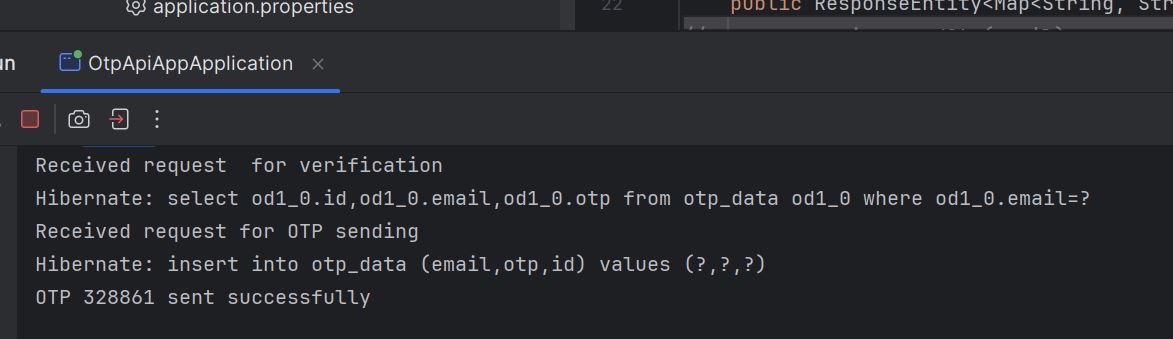 application.properties
22 public ResponseEntity<Map<String, Str
un OtpApiAppApplication ×
Received request  for verification
Hibernate: select od1_0.id,od1_0.email,od1_0.otp from otp_data od1_0 where od1_0.email=?
Received request for OTP sending
Hibernate: insert into otp_data (email,otp,id) values (?,?,?)
OTP 328861 sent successfully